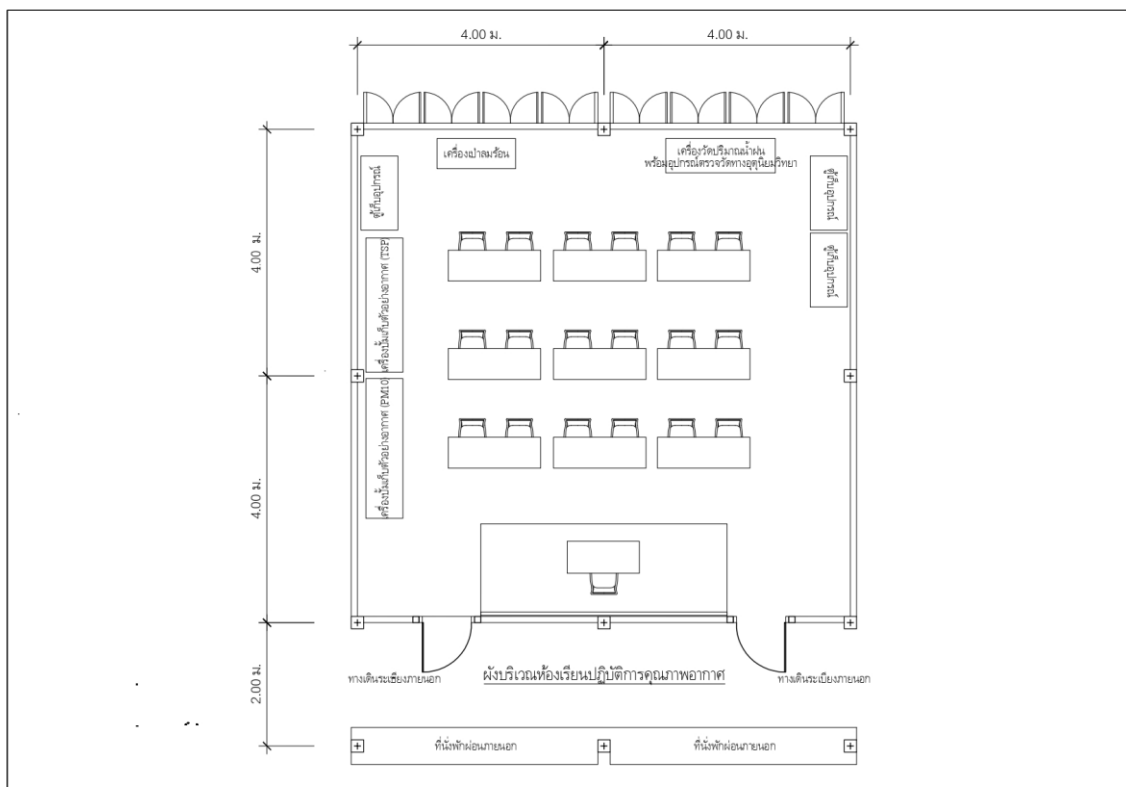 4.00 ม.
4.00 ม.
เครื่องเป่าลมร้อน
เครื่องวัดปริมาณน้ำฝน
พร้อมอุปกรณ์ตรวจวัดทางอุตุนิยมวิทยา
ตู้เก็บอุปกรณ์
ตู้เก็บอุปกรณ์
ตู้เก็บอุปกรณ์
4.00 ม.
เครื่องปั้มเก็บตัวอย่างอากาศ (TSP)
เครื่องปั้มเก็บตัวอย่างอากาศ (PM10)
4.00 ม.
2.00 ม.
ทางเดินระเบียงภายนอก
ผังบริเวณห้องเรียนปฏิบัติการคุณภาพอากาศ
ทางเดินระเบียงภายนอก
ที่นั่งพักผ่อนภายนอก
ที่นั่งพักผ่อนภายนอก